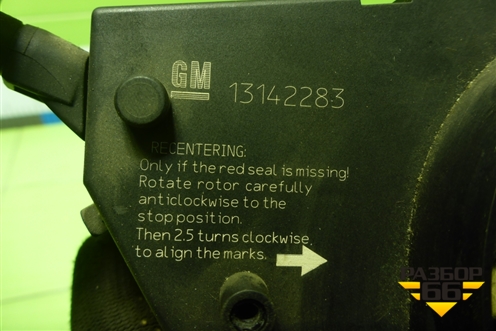 GM
13142283
RECENTERING:
Only if the red seal is missing!
Rotate rotor carefully
anticlockwise to the
stop position.
Then 2.5 turns clockwise
to align the marks.
РАЗБОР
66